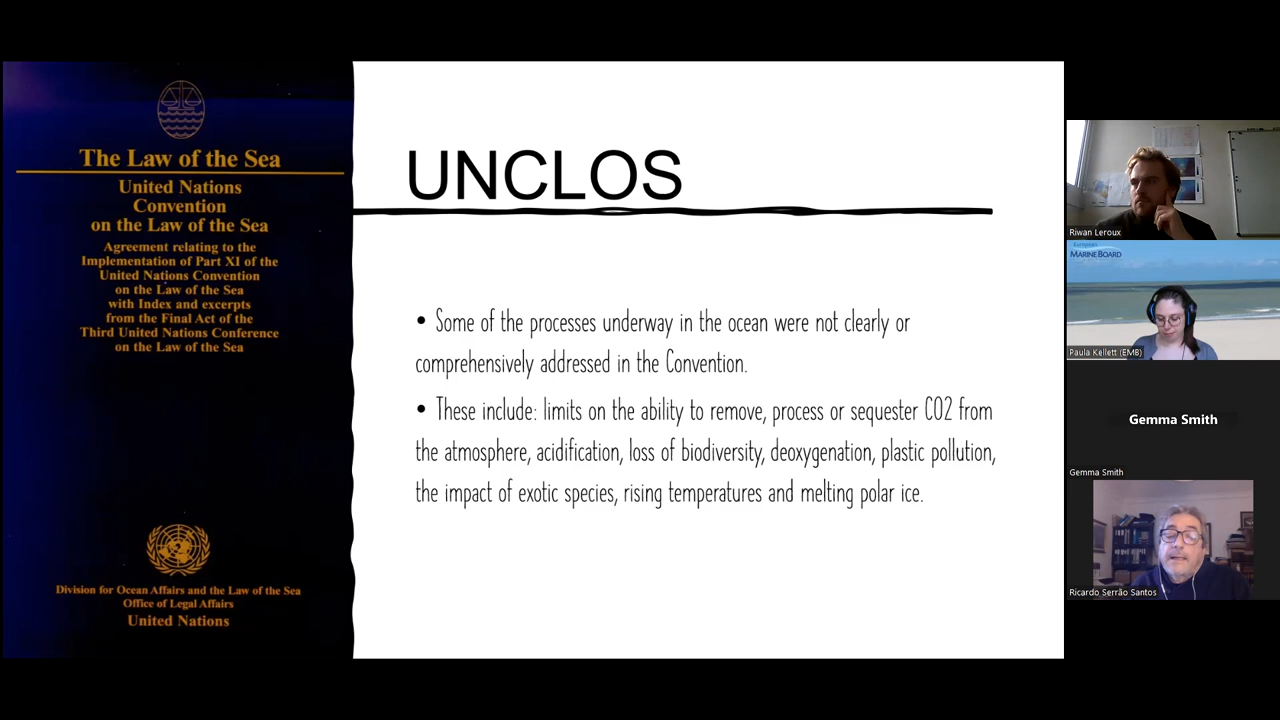 The Law of the Sea
United Nations
Convention
on the Law of the Sea
Agreement relating to the
Implementation of Part XI of the
United Nations Convention
on the Law of the Sea
with Index and excerpts
from the Final Act of the
Third United Nations Conference
on the Law of the Sea
Division for Ocean Affairs and the Law of the Sea
Office of Legal Affairs
United Nations
UNCLOS
• Some of the processes underway in the ocean were not clearly or
comprehensively addressed in the Convention.
• These include: limits on the ability to remove, process or sequester CO2 from
the atmosphere, acidification, loss of biodiversity, deoxygenation, plastic pollution,
the impact of exotic species, rising temperatures and melting polar ice.
Riwan Leroux
European
MARINE BOARD
Paula Kellett (EMB)
Gemma Smith
Gemma Smith
Ricardo Serrão Santos